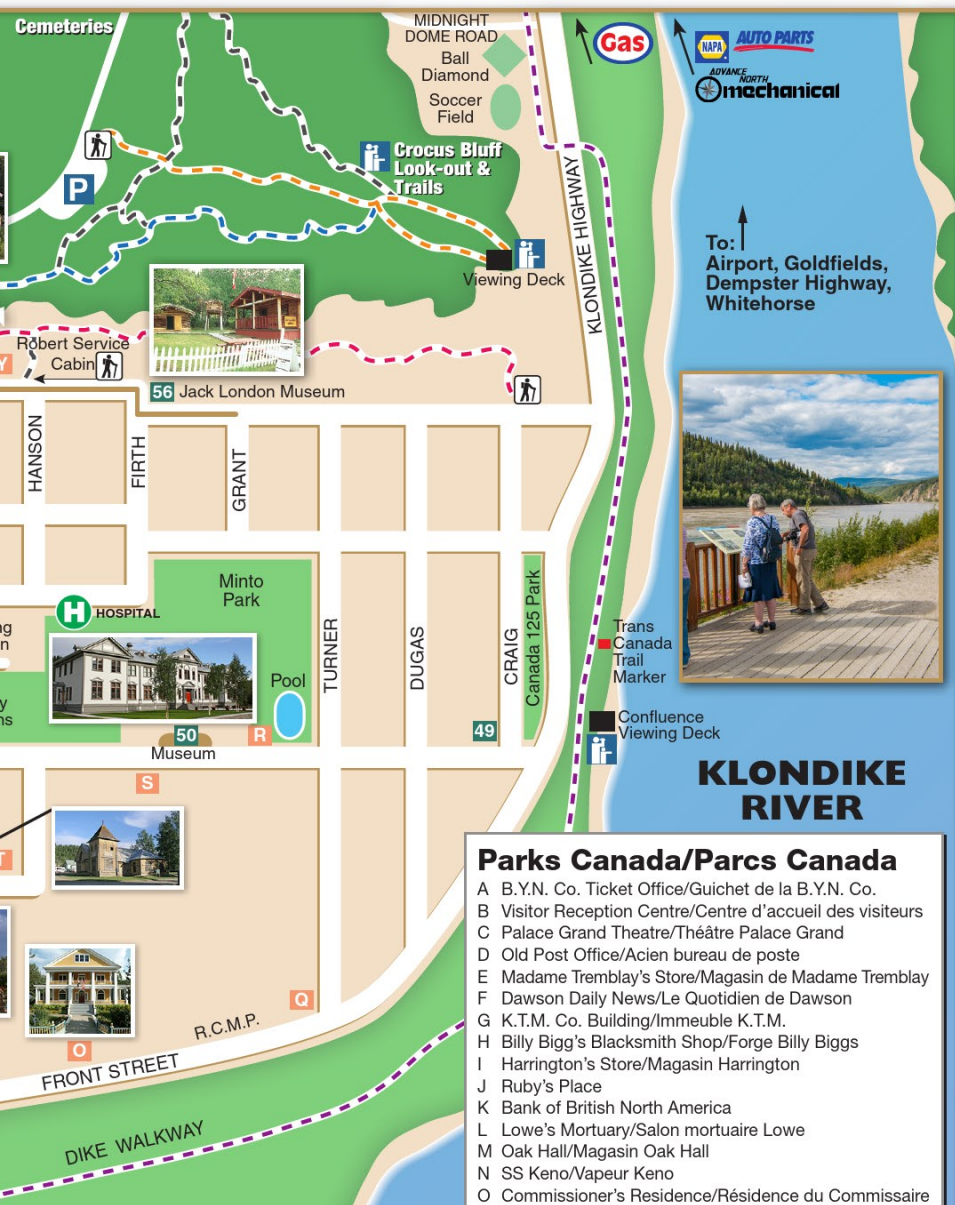 Cemeteries
MIDNIGHT
DOME ROAD
Ball
Diamond
Soccer
Field
Gas
NAPA AUTO PARTS
ADVANCE
NORTH
mechanical
P
Crocus Bluff
Look-out &
Trails
KLONDIKE HIGHWAY
To:
Airport, Goldfields,
Dempster Highway,
Whitehorse
Viewing Deck
Robert Service
Cabin
Y
56 Jack London Museum
HANSON
FIRTH
GRANT
Minto
Park
H HOSPITAL
TURNER
DUGAS
CRAIG
Canada 125 Park
Trans
Canada
Trail
Marker
Pool
50
R
49
Museum
Confluence
Viewing Deck
S
KLONDIKE
RIVER
T
Q
R.C.M.P.
O
FRONT STREET
DIKE WALKWAY
Parks Canada/Parcs Canada
A B.Y.N. Co. Ticket Office/Guichet de la B.Y.N. Co.
B Visitor Reception Centre/Centre d'accueil des visiteurs
C Palace Grand Theatre/Théâtre Palace Grand
D Old Post Office/Acien bureau de poste
E Madame Tremblay's Store/Magasin de Madame Tremblay
F Dawson Daily News/Le Quotidien de Dawson
G K.T.M. Co. Building/Immeuble K.T.M.
H Billy Bigg's Blacksmith Shop/Forge Billy Biggs
I Harrington's Store/Magasin Harrington
J Ruby's Place
K Bank of British North America
L Lowe's Mortuary/Salon mortuaire Lowe
M Oak Hall/Magasin Oak Hall
N SS Keno/Vapeur Keno
O Commissioner's Residence/Résidence du Commissaire